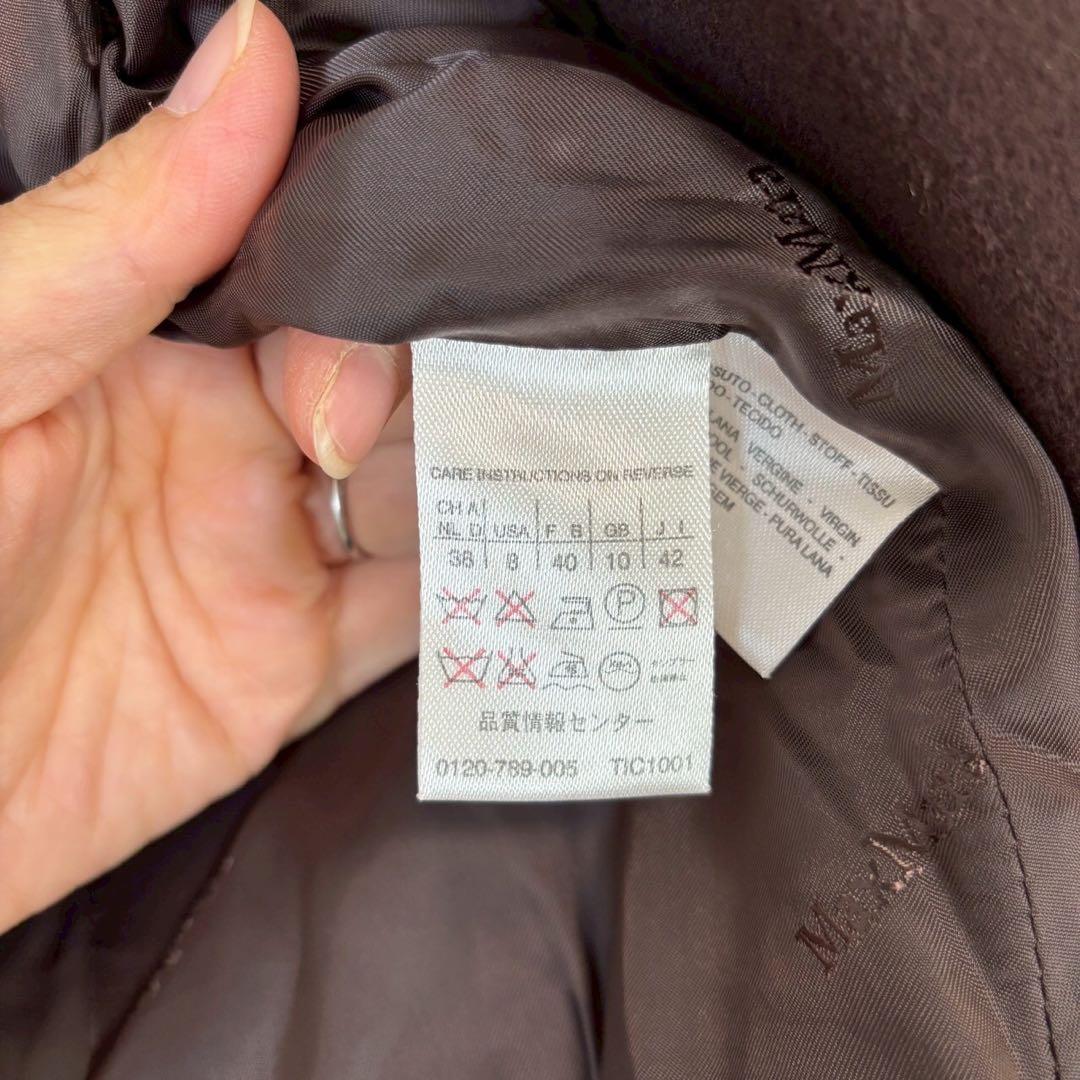 MaxMara
CARE INSTRUCTIONS ON REVERSE
CH A
NL D USA F B GB J I
38 8 40 10 42
P
品質情報センター
0120-789-005 TIC1001
SUTO - CLOTH - STOFF - TISSU
DO - TECIDO
LANA VERGINE - VIRGIN
OOL - SCHURWOLLE -
E VIERGE - PURA LANA
EM
MaxMara